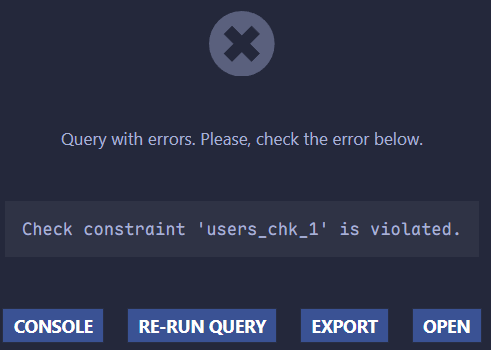 Query with errors. Please, check the error below.
Check constraint 'users_chk_1' is violated.
CONSOLE RE-RUN QUERY EXPORT OPEN